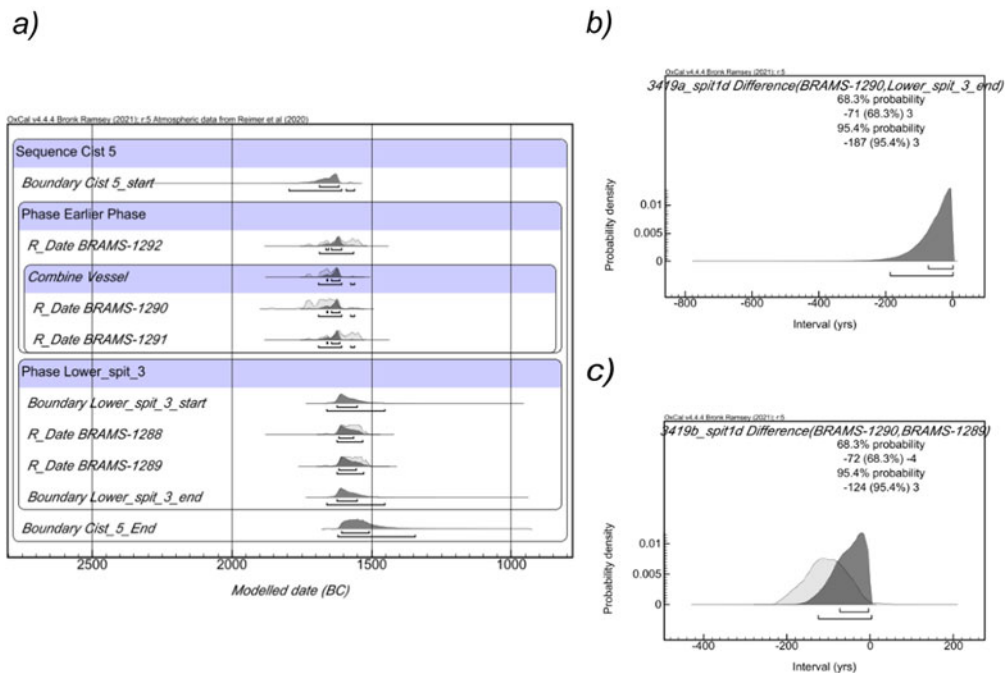 a)
OxCal v4.4.4 Bronk Ramsey (2021); r:5 Atmospheric data from Reimer et al (2020)
Sequence Cist 5
Boundary Cist 5_start
Phase Earlier Phase
R_Date BRAMS-1292
Combine Vessel
R_Date BRAMS-1290
R_Date BRAMS-1291
Phase Lower_spit_3
Boundary Lower_spit_3_start
R_Date BRAMS-1288
R_Date BRAMS-1289
Boundary Lower_spit_3_end
Boundary Cist_5_End
2500 2000 1500 1000
Modelled date (BC)
b)
OxCal v4.4.4 Bronk Ramsey (2021); r:5
3419a_spit1d Difference(BRAMS-1290,Lower_spit_3_end)
68.3% probability
-71 (68.3%) 3
95.4% probability
-187 (95.4%) 3
Probability density
0.01
0.005
0
-800 -600 -400 -200 0
Interval (yrs)
c)
OxCal v4.4.4 Bronk Ramsey (2021); r:5
3419b_spit1d Difference(BRAMS-1290,BRAMS-1289)
68.3% probability
-72 (68.3%) -4
95.4% probability
-124 (95.4%) 3
Probability density
0.015
0.01
0.005
0
-400 -200 0 200
Interval (yrs)